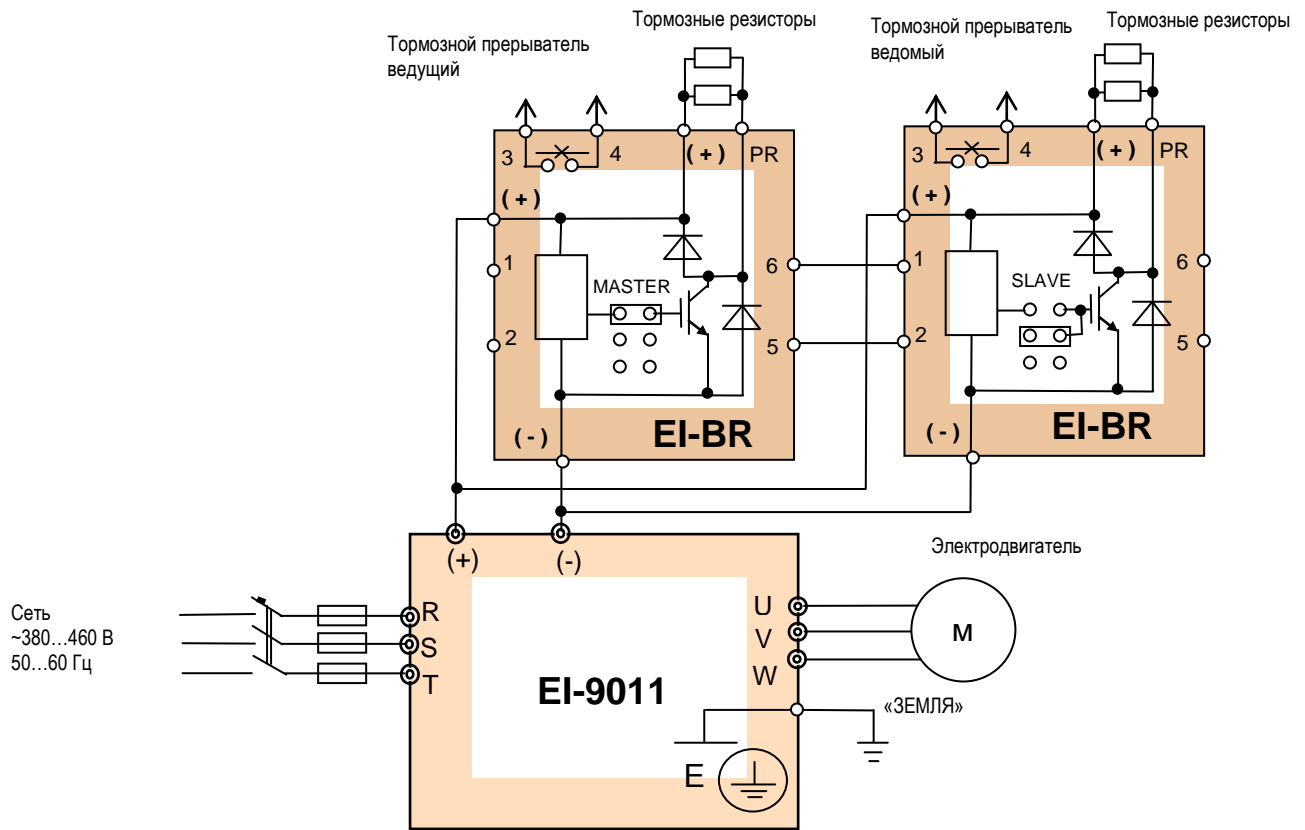 Тормозной прерыватель
ведущий
Тормозные резисторы
Тормозной прерыватель
ведомый
Тормозные резисторы
3
4
(+)
PR
(+)
1
2
MASTER
6
5
(-)
EI-BR
3
4
(+)
PR
(+)
1
2
SLAVE
6
5
(-)
EI-BR
(+)
(-)
Сеть
~380...460 В
50...60 Гц
R
S
T
EI-9011
U
V
W
E
Электродвигатель
М
«ЗЕМЛЯ»